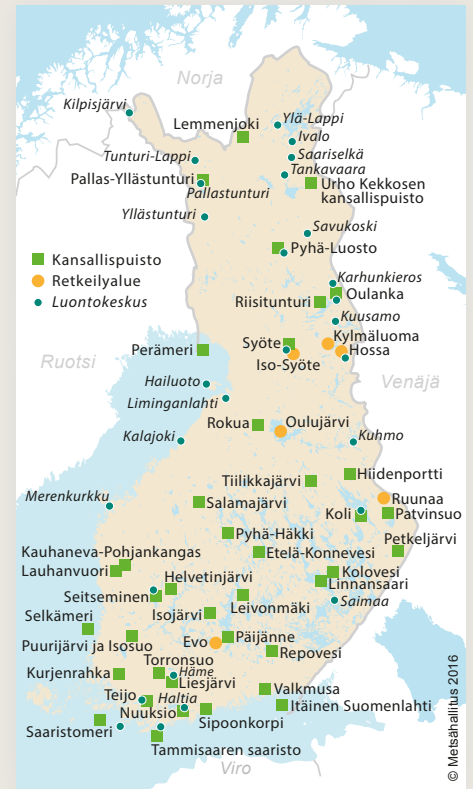 Norja
Kilpisjärvi
Lemmenjoki
Ylä-Lappi
Ivalo
Saariselkä
Tunturi-Lappi
Tankavaara
Pallas-Yllästunturi
Pallastunturi
Urho Kekkosen
kansallispuisto
Yllästunturi
Savukoski
Pyhä-Luosto
Kansallispuisto
Retkeilyalue
Luontokeskus
Karhunkieros
Oulanka
Riisitunturi
Kuusamo
Kylmäluoma
Syöte
Hossa
Perämeri
Iso-Syöte
Ruotsi
Venäjä
Hailuoto
Liminganlahti
Rokua
Oulujärvi
Kalajoki
Kuhmo
Tiilikkajärvi
Hiidenportti
Merenkurkku
Salamajärvi
Ruunaa
Koli
Patvinsuo
Pyhä-Häkki
Petkeljärvi
Kauhaneva-Pohjankangas
Etelä-Konnevesi
Lauhanvuori
Helvetinjärvi
Kolovesi
Linnansaari
Seitseminen
Leivonmäki
Saimaa
Isojärvi
Selkämeri
Evo
Päijänne
Puurijärvi ja Isosuo
Repovesi
Torronsuo
Kurjenrahka
Häme
Liesjärvi
Valkmusa
Teijo
Haltia
Itäinen Suomenlahti
Nuuksio
Sipoonkorpi
Saaristomeri
Tammisaaren saaristo
Viro
© Metsähallitus 2016